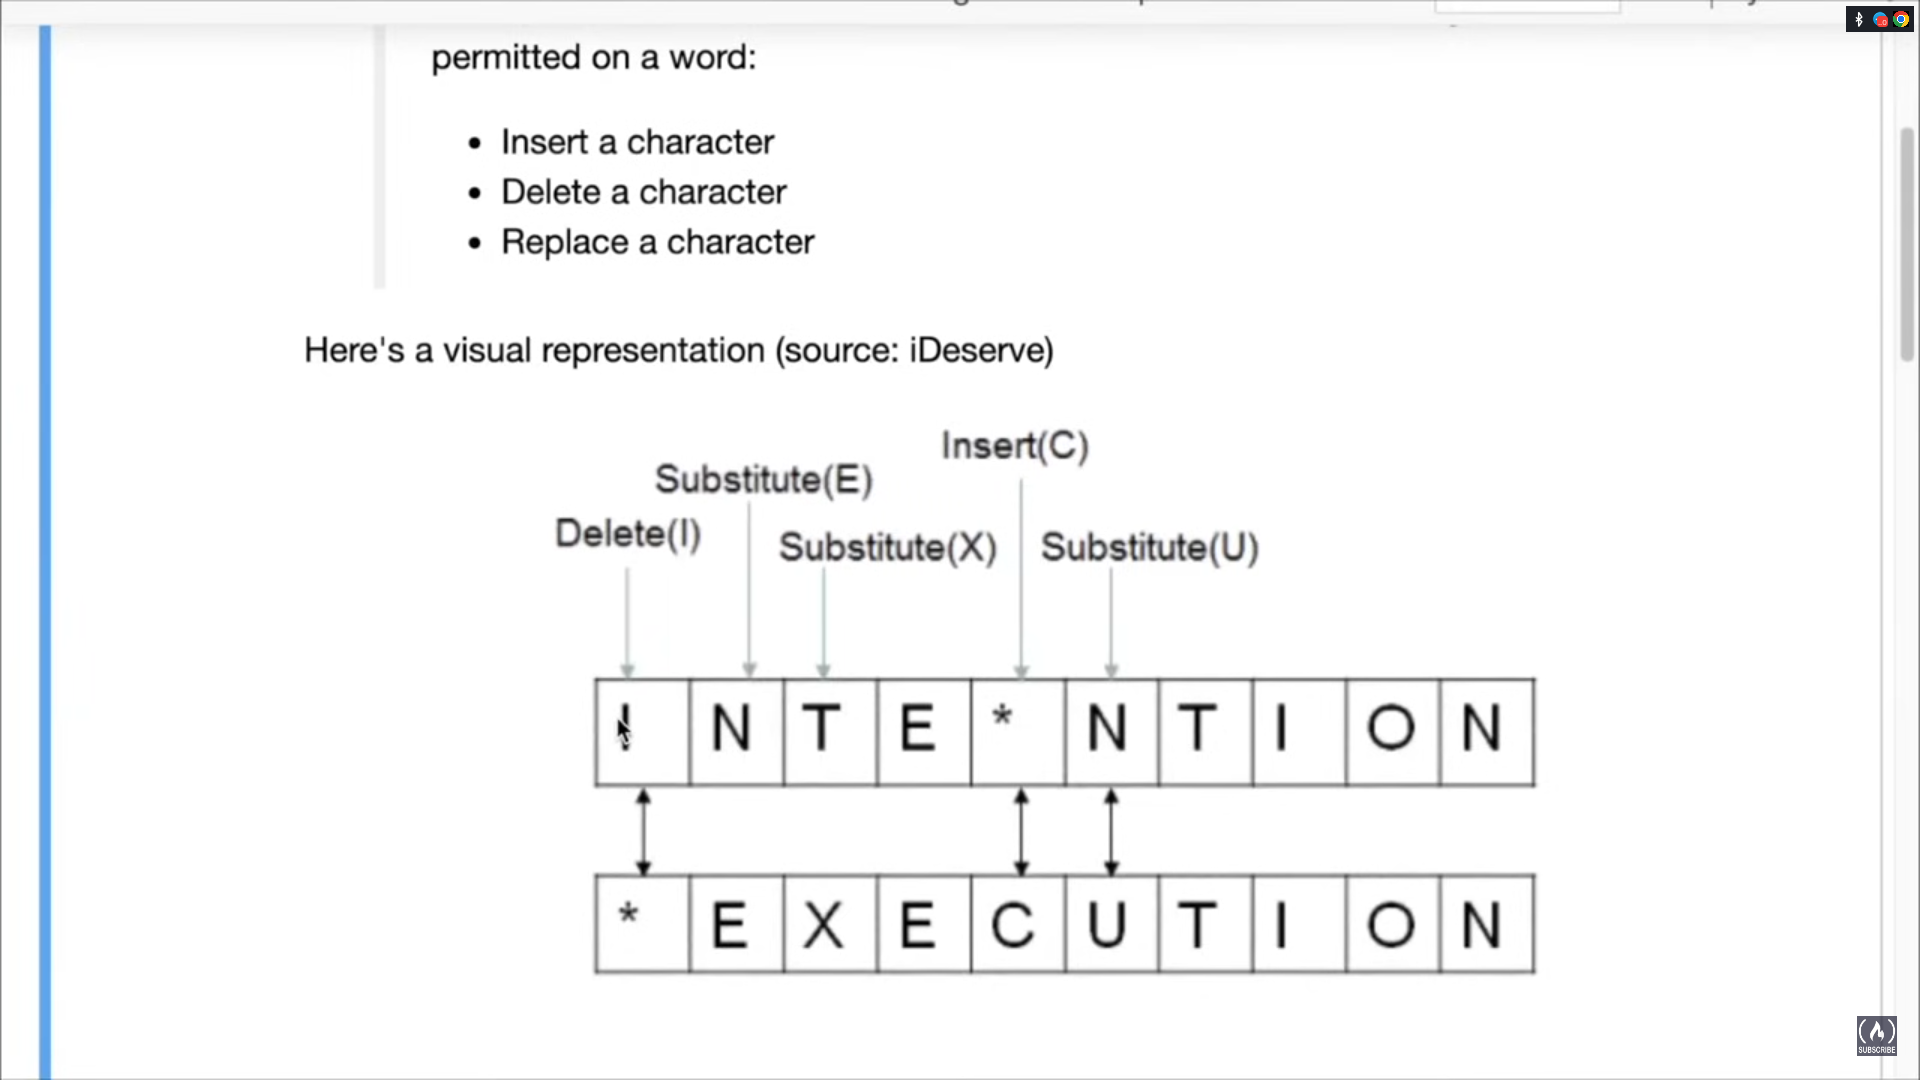 permitted on a word:
• Insert a character
• Delete a character
• Replace a character
Here's a visual representation (source: iDeserve)
Insert(C)
Substitute(E)
Delete(I)
Substitute(X)
Substitute(U)
I N T E * N T I O N
* E X E C U T I O N
SUBSCRIBE